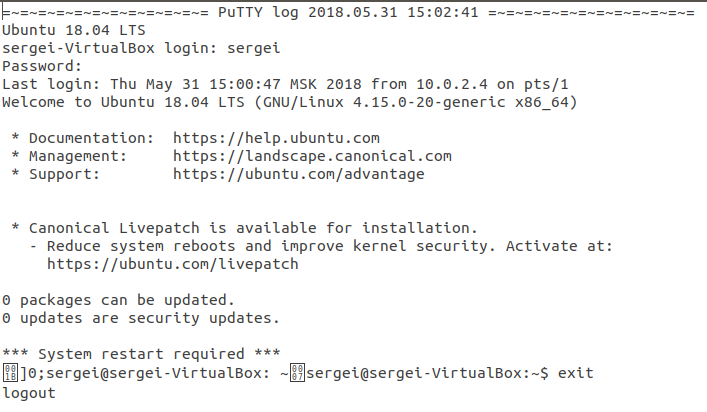 =~=~=~=~=~=~=~=~=~=~=~= PuTTY log 2018.05.31 15:02:41 =~=~=~=~=~=~=~=~=~=~=~=
Ubuntu 18.04 LTS
sergei-VirtualBox login: sergei
Password:
Last login: Thu May 31 15:00:47 MSK 2018 from 10.0.2.4 on pts/1
Welcome to Ubuntu 18.04 LTS (GNU/Linux 4.15.0-20-generic x86_64)
* Documentation:  https://help.ubuntu.com
* Management:     https://landscape.canonical.com
* Support:        https://ubuntu.com/advantage
* Canonical Livepatch is available for installation.
- Reduce system reboots and improve kernel security. Activate at:
https://ubuntu.com/livepatch
0 packages can be updated.
0 updates are security updates.
*** System restart required ***
001B]0;sergei@sergei-VirtualBox: ~0007sergei@sergei-VirtualBox:~$ exit
logout